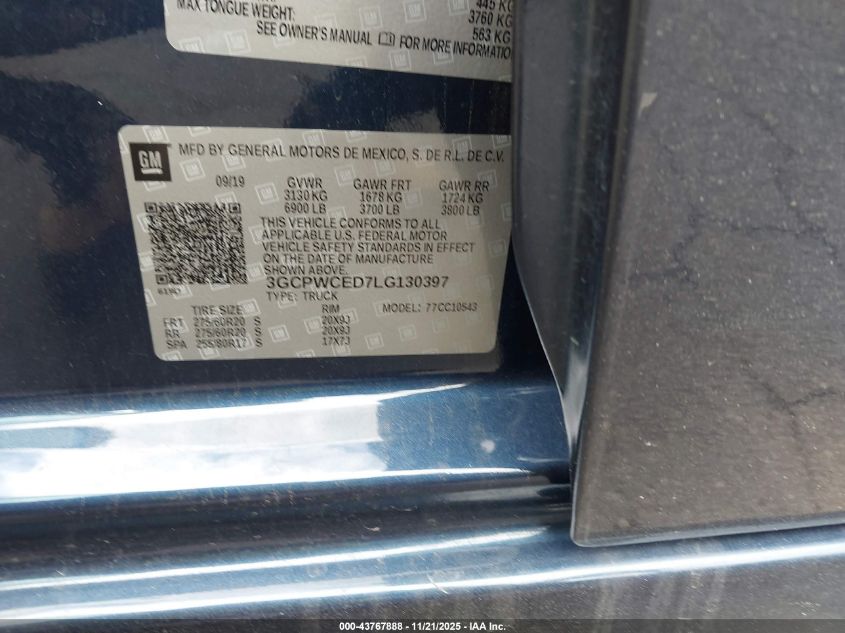 MAX TONGUE WEIGHT:
445 KG
3760 KG
563 KG
SEE OWNER'S MANUAL FOR MORE INFORMATION
GM
MFD BY GENERAL MOTORS DE MEXICO, S. DE R.L. DE C.V.
09/19 GVWR GAWR FRT GAWR RR
3130 KG 1678 KG 1724 KG
6900 LB 3700 LB 3800 LB
THIS VEHICLE CONFORMS TO ALL
APPLICABLE U.S. FEDERAL MOTOR
VEHICLE SAFETY STANDARDS IN EFFECT
ON THE DATE OF MANUFACTURE
SHOWN ABOVE.
3GCPWCED7LG130397
TYPE: TRUCK
MODEL: 77CC10543
TIRE SIZE RIM
FRT 275/60R20 S 20X9J
RR 275/60R20 S 20X9J
SPA 255/80R17 S 17X7J
000-43767888 - 11/21/2025 - IAA Inc.